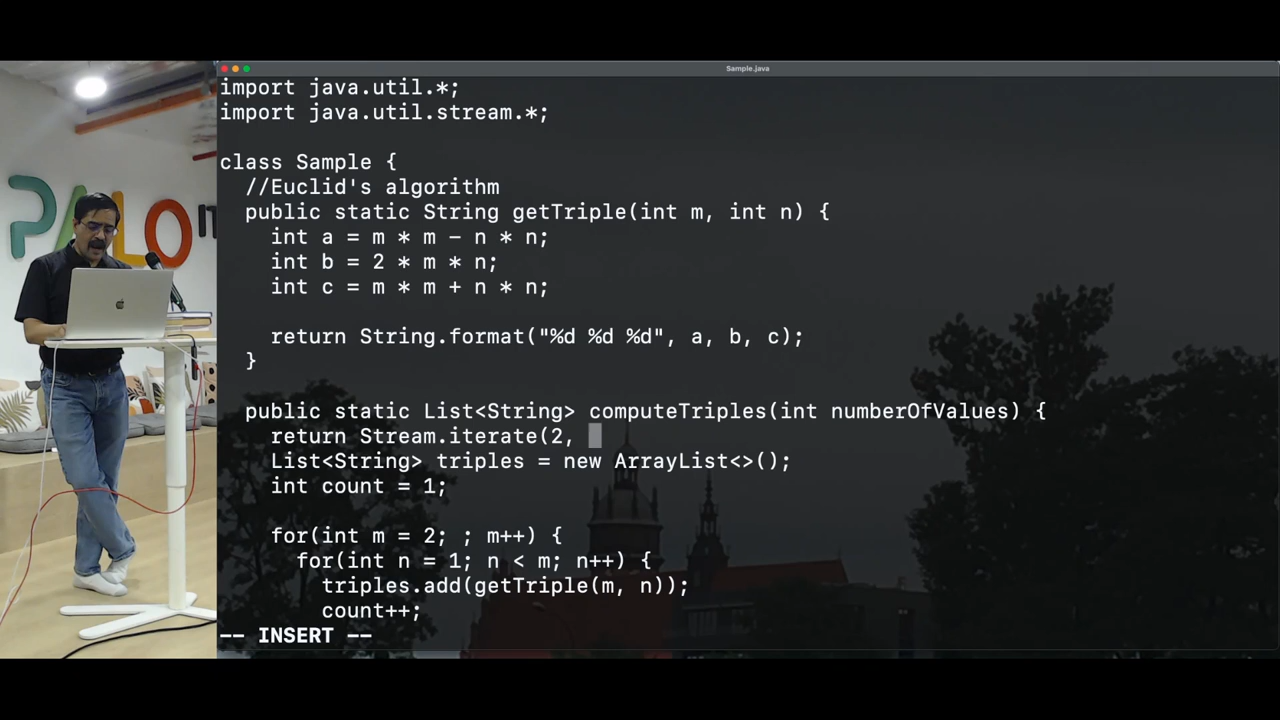 PALO
Sample.java
import java.util.*;
import java.util.stream.*;
class Sample {
//Euclid's algorithm
public static String getTriple(int m, int n) {
int a = m * m - n * n;
int b = 2 * m * n;
int c = m * m + n * n;
return String.format("%d %d %d", a, b, c);
}
public static List<String> computeTriples(int numberOfValues) {
return Stream.iterate(2,
List<String> triples = new ArrayList<>();
int count = 1;
for(int m = 2; ; m++) {
for(int n = 1; n < m; n++) {
triples.add(getTriple(m, n));
count++;
-- INSERT --